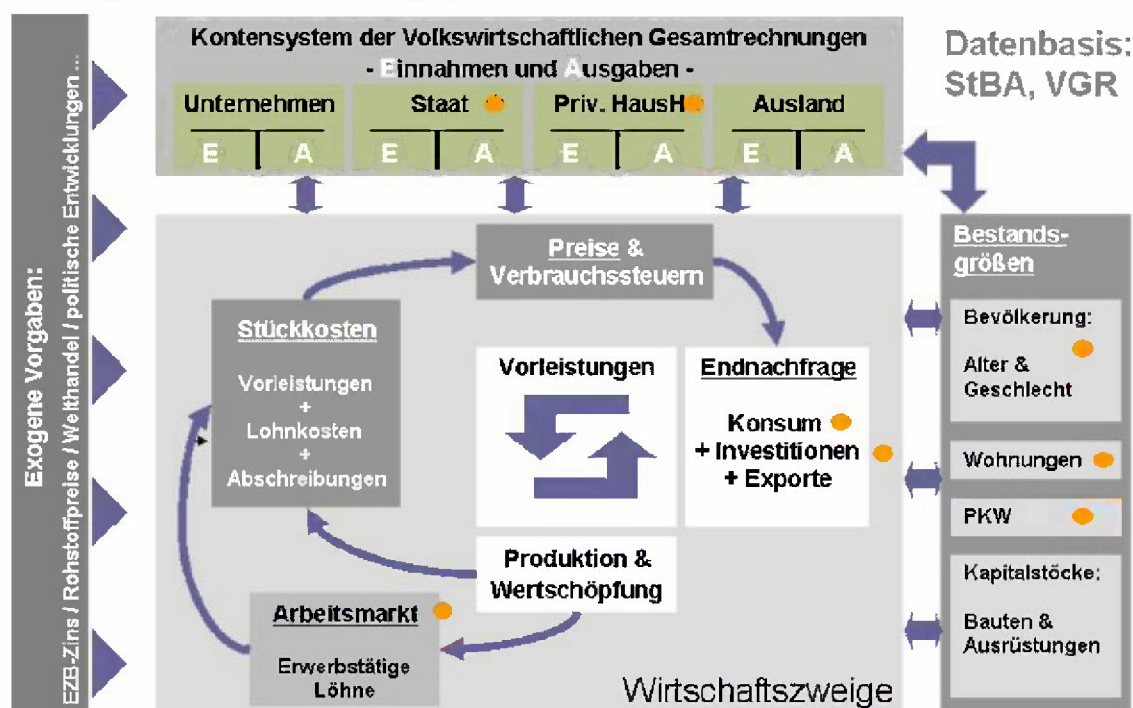 Exogene Vorgaben:
EZB-Zins / Rohstoffpreise / Welthandel / politische Entwicklungen ...
Kontensystem der Volkswirtschaftlichen Gesamtrechnungen
- Einnahmen und Ausgaben -
Unternehmen
E A
Staat
E A
Priv. HausH
E A
Ausland
E A
Datenbasis:
StBA, VGR
Preise &
Verbrauchssteuern
Stückkosten
Vorleistungen
+
Lohnkosten
+
Abschreibungen
Vorleistungen
Endnachfrage
Konsum
+ Investitionen
+ Exporte
Produktion &
Wertschöpfung
Arbeitsmarkt
Erwerbstätige
Löhne
Wirtschaftszweige
Bestands-
größen
Bevölkerung:
Alter &
Geschlecht
Wohnungen
PKW
Kapitalstöcke:
Bauten &
Ausrüstungen